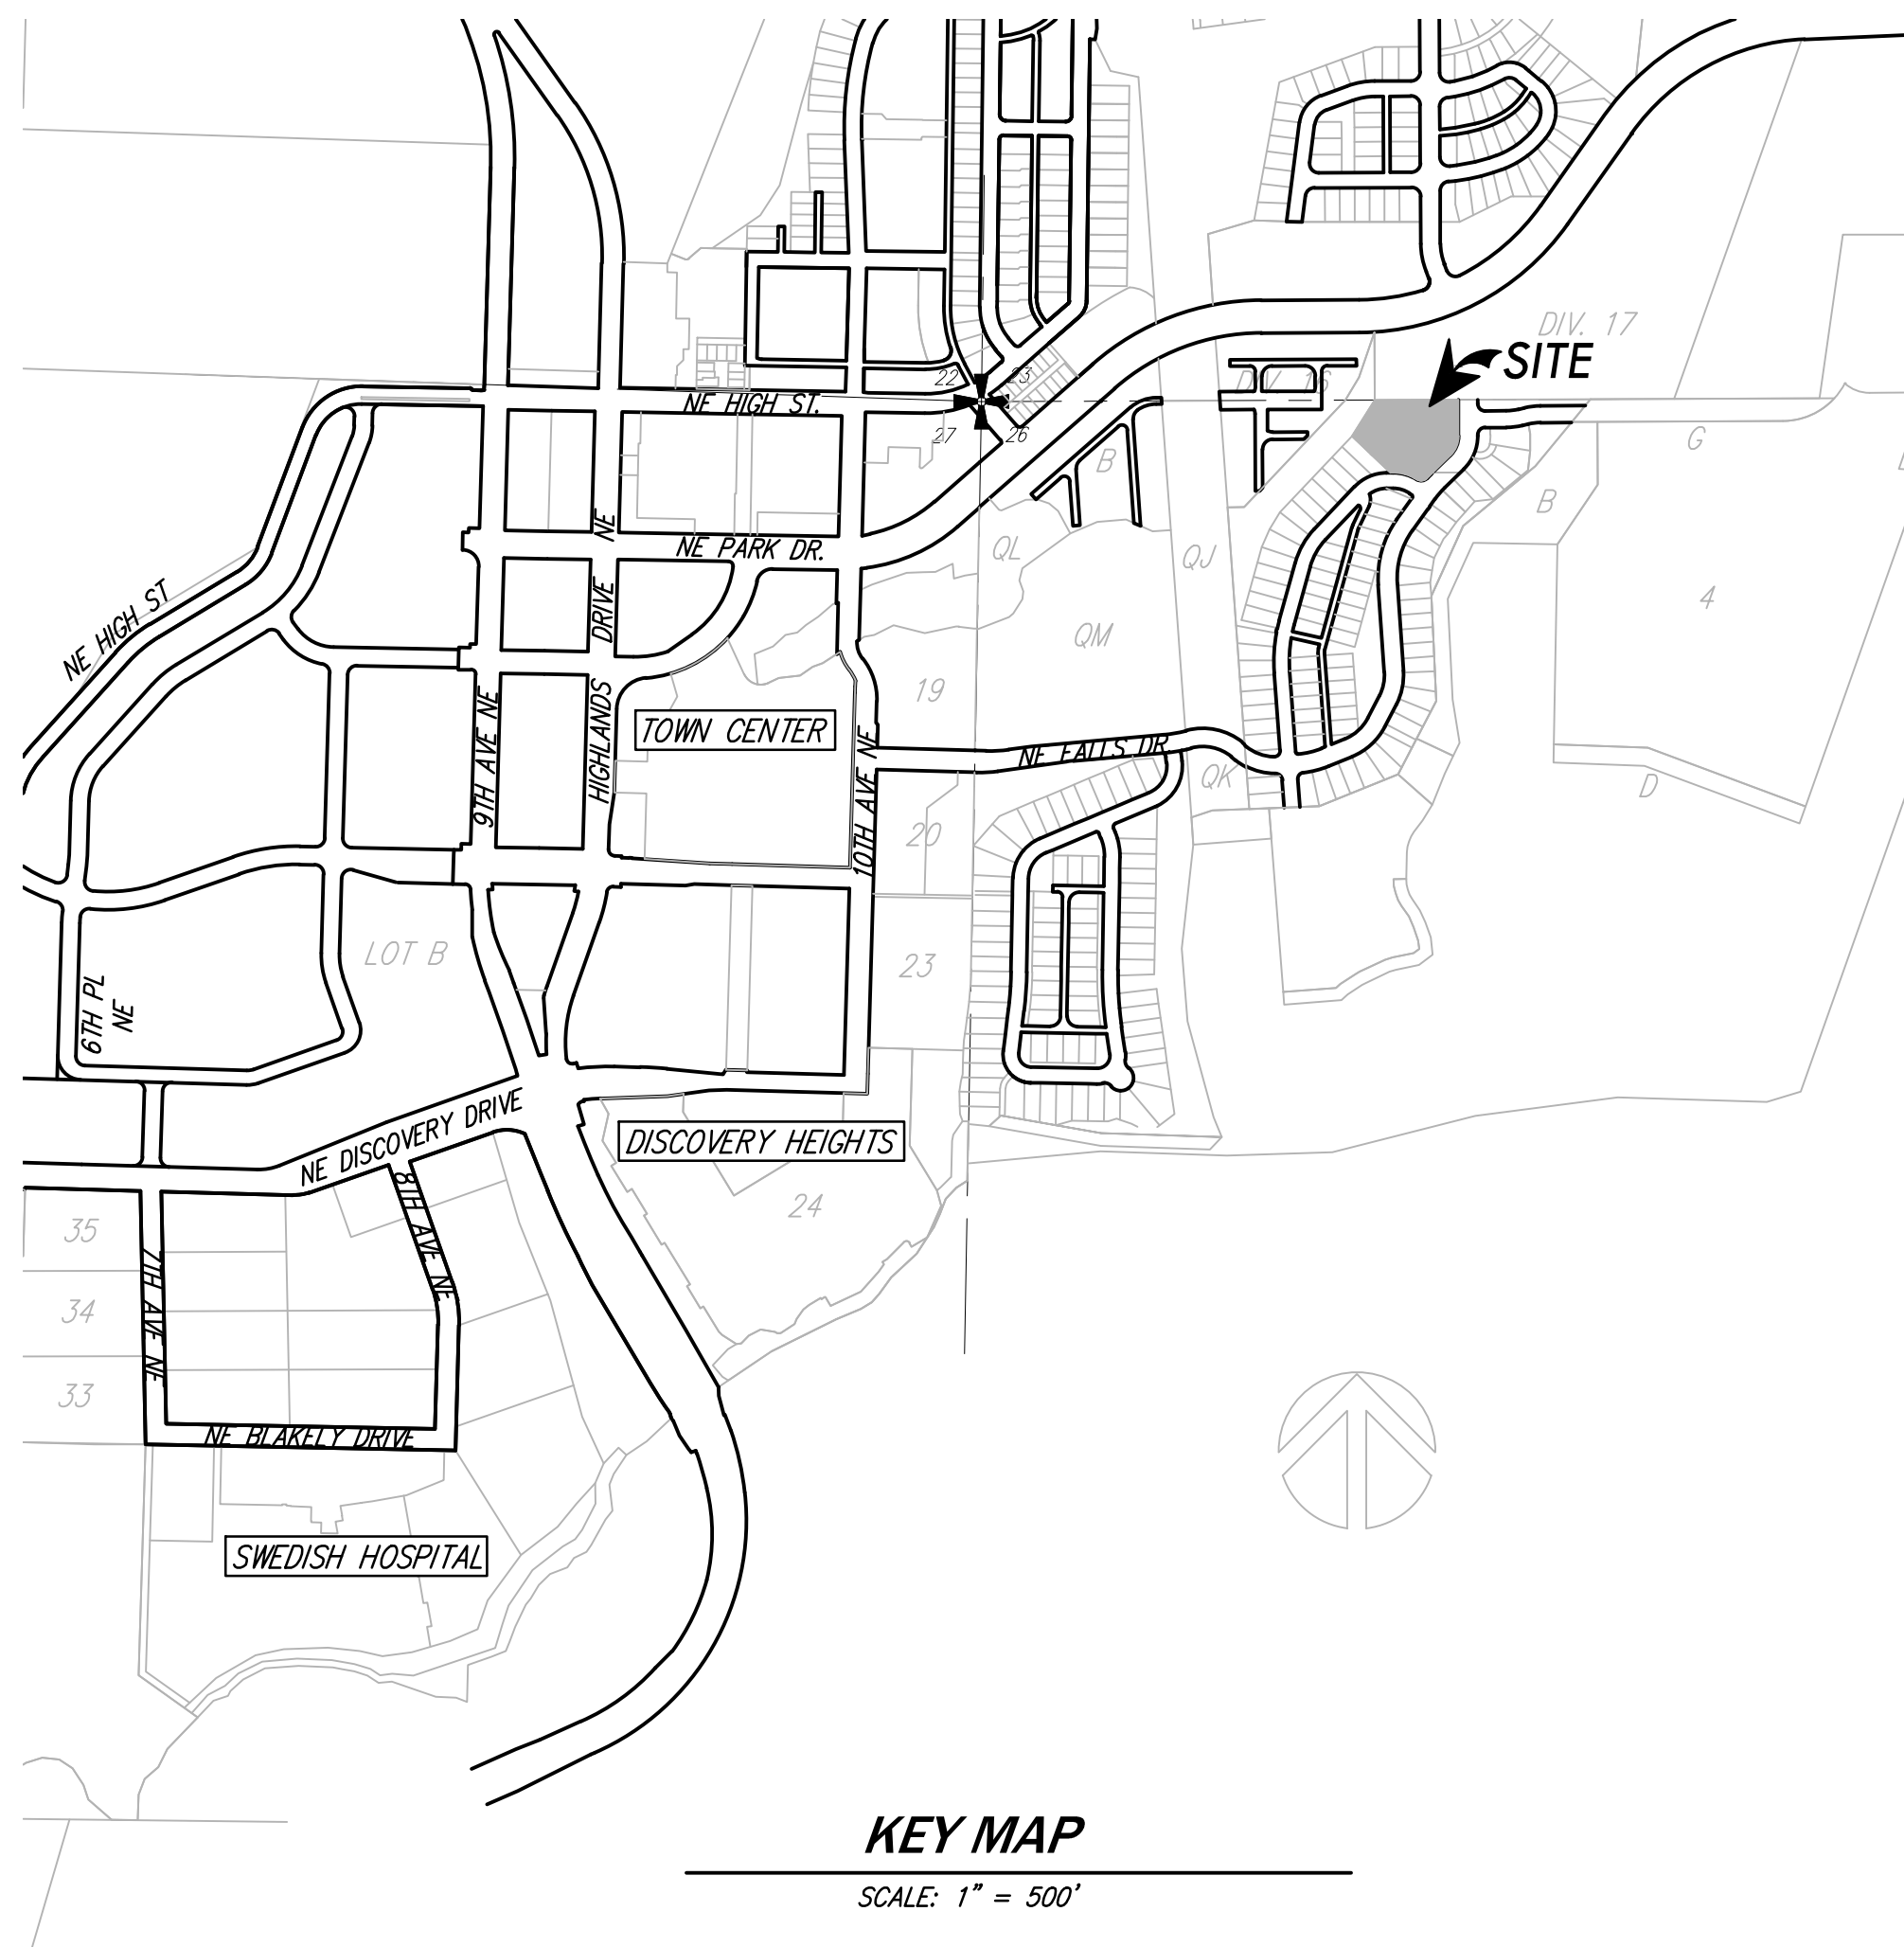 DIV. 17
SITE
DIV. 16
22
23
NE HIGH ST.
27
26
G
B
B
NE
NE PARK DR.
QL
QJ
DRIVE
4
NE HIGH ST
QM
19
9TH AVE NE
HIGHLANDS
TOWN CENTER
10TH AVE NE
NE FALLS DR.
QK
D
20
LOT B
23
6TH PL
NE
NE DISCOVERY DRIVE
DISCOVERY HEIGHTS
8TH AVE NE
24
35
7TH AVE NE
34
33
NE BLAKELY DRIVE
SWEDISH HOSPITAL
KEY MAP
SCALE: 1" = 500'